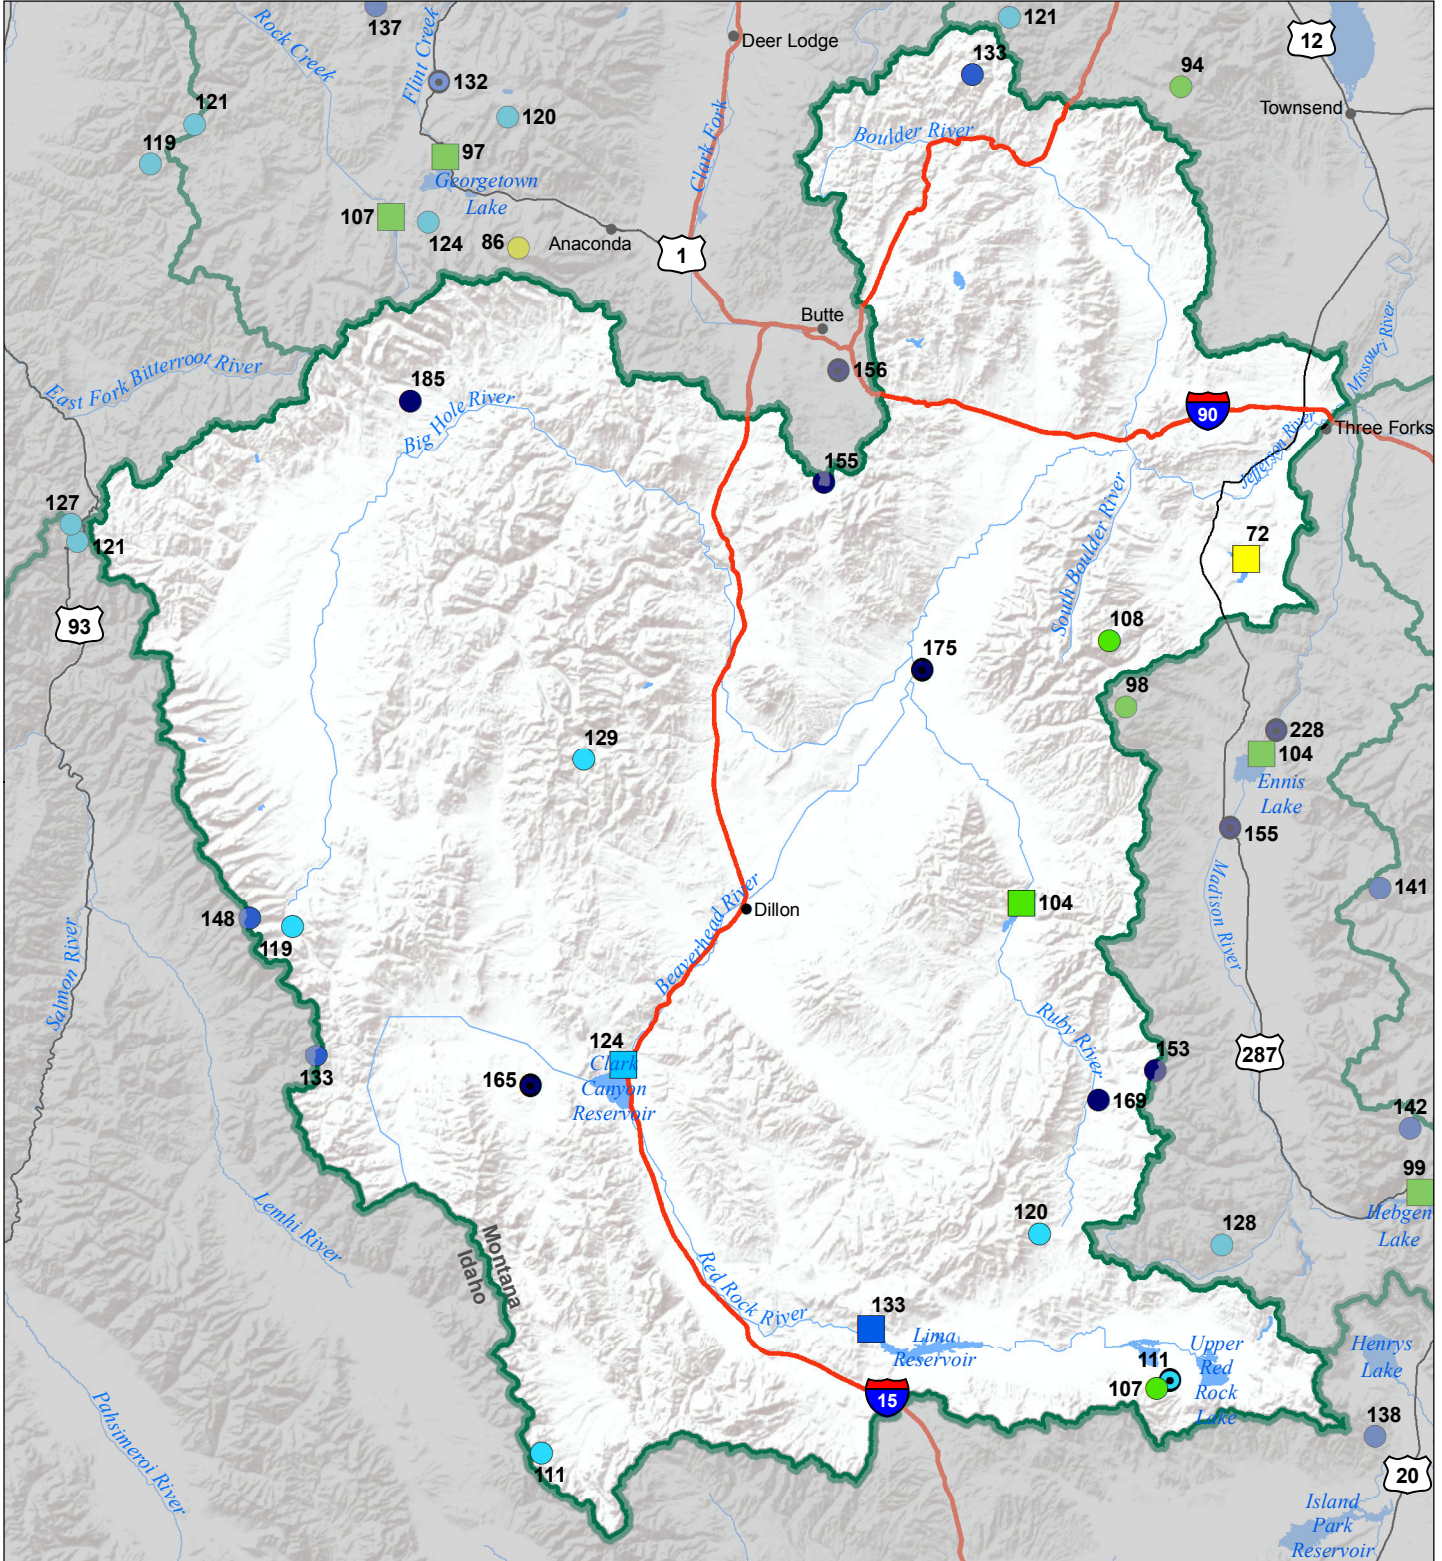 137
Rock Creek
Flint Creek
Deer Lodge
121
133
12
94
132
Townsend
121
120
119
Clark Fork
Boulder River
97
Georgetown
Lake
107
124
86
Anaconda
1
Butte
Missouri River
East Fork Bitterroot River
156
185
Big Hole River
90
Three Forks
Jefferson River
155
127
121
South Boulder River
72
93
108
175
98
228
129
104
Ennis
Lake
155
Madison River
141
148
119
Salmon River
Dillon
Beaverhead River
104
Ruby River
133
124
Clark
Canyon
Reservoir
165
153
169
287
142
99
Hebgen
Lake
Lemhi River
Montana
Idaho
120
128
Red Rock River
133
Lima
Reservoir
Upper
Red
Rock
Lake
111
107
Henrys
Lake
15
138
Pahsimeroi River
111
20
Island
Park
Reservoir